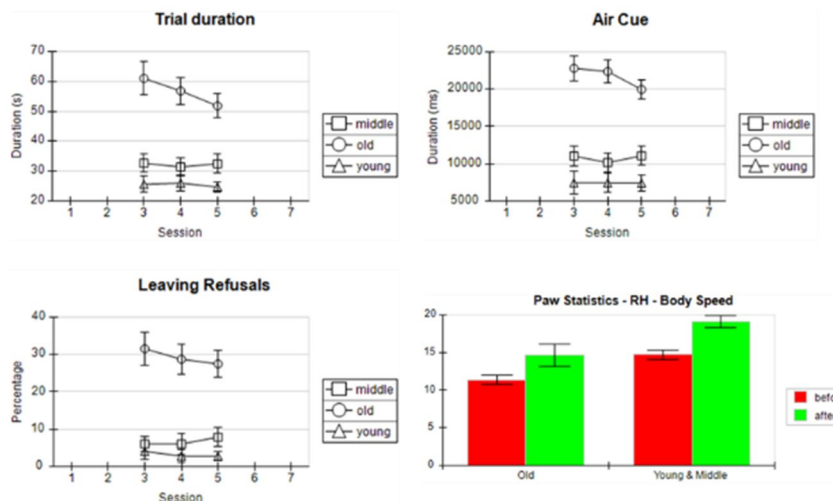 Trial duration
70
60
50
40
30
20
Duration (s)
1 2 3 4 5 6 7
Session
middle
old
young
Air Cue
25000
20000
15000
10000
5000
Duration (ms)
1 2 3 4 5 6 7
Session
middle
old
young
Leaving Refusals
40
30
20
10
0
Percentage
1 2 3 4 5 6 7
Session
middle
old
young
Paw Statistics - RH - Body Speed
20
15
10
5
0
Old Young & Middle
befo
after